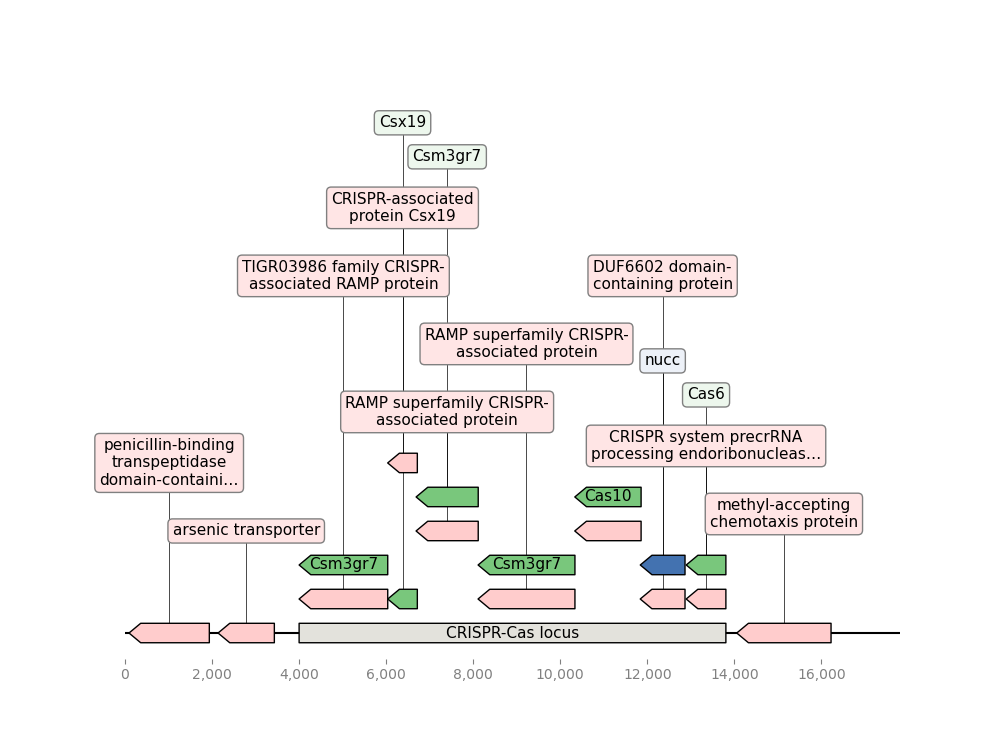 Csx19
Csm3gr7
CRISPR-associated
protein Csx19
TIGR03986 family CRISPR-
associated RAMP protein
DUF6602 domain-
containing protein
RAMP superfamily CRISPR-
associated protein
nucc
Cas6
RAMP superfamily CRISPR-
associated protein
penicillin-binding
transpeptidase
domain-containi…
CRISPR system precrRNA
processing endoribonucleas…
Cas10
methyl-accepting
chemotaxis protein
arsenic transporter
Csm3gr7
Csm3gr7
CRISPR-Cas locus
0
2,000
4,000
6,000
8,000
10,000
12,000
14,000
16,000